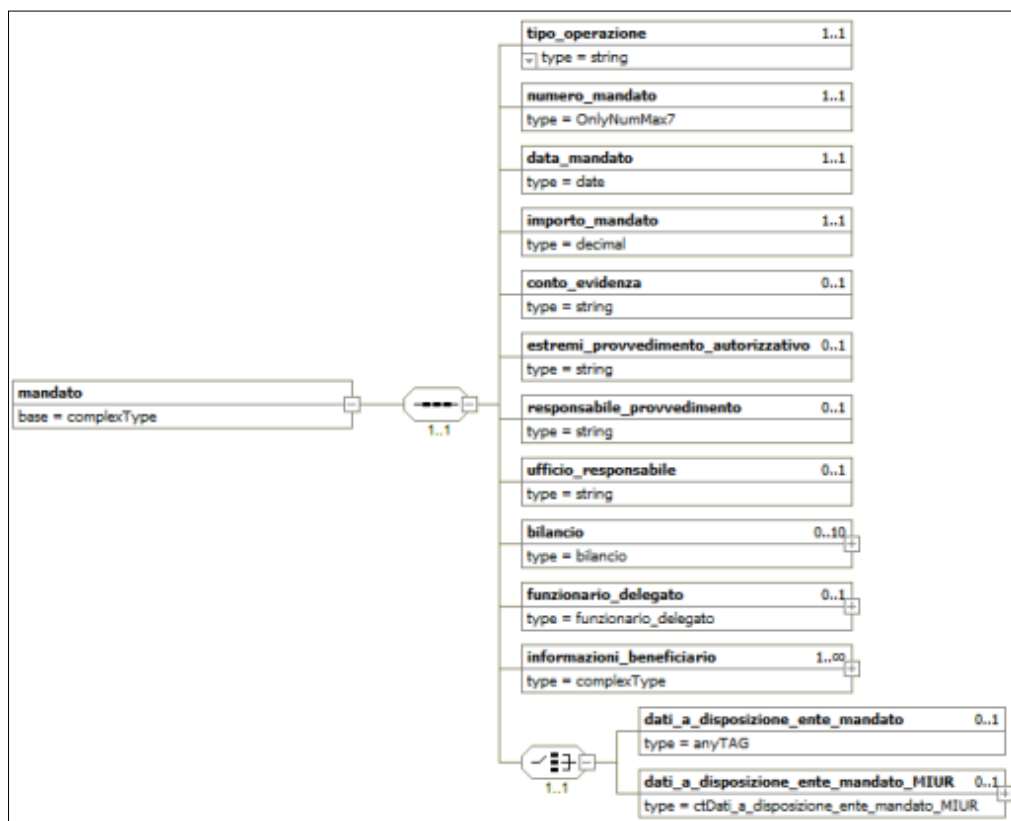 tipo_operazione 1..1
type = string
numero_mandato 1..1
type = OnlyNumMax7
data_mandato 1..1
type = date
importo_mandato 1..1
type = decimal
conto_evidenza 0..1
type = string
estremi_provvedimento_autorizzativo 0..1
type = string
mandato
base = complexType
1..1
responsabile_provvedimento 0..1
type = string
ufficio_responsabile 0..1
type = string
bilancio 0..10
type = bilancio
funzionario_delegato 0..1
type = funzionario_delegato
informazioni_beneficiario 1..∞
type = complexType
1..1
dati_a_disposizione_ente_mandato 0..1
type = anyTAG
dati_a_disposizione_ente_mandato_MIUR 0..1
type = ctDati_a_disposizione_ente_mandato_MIUR